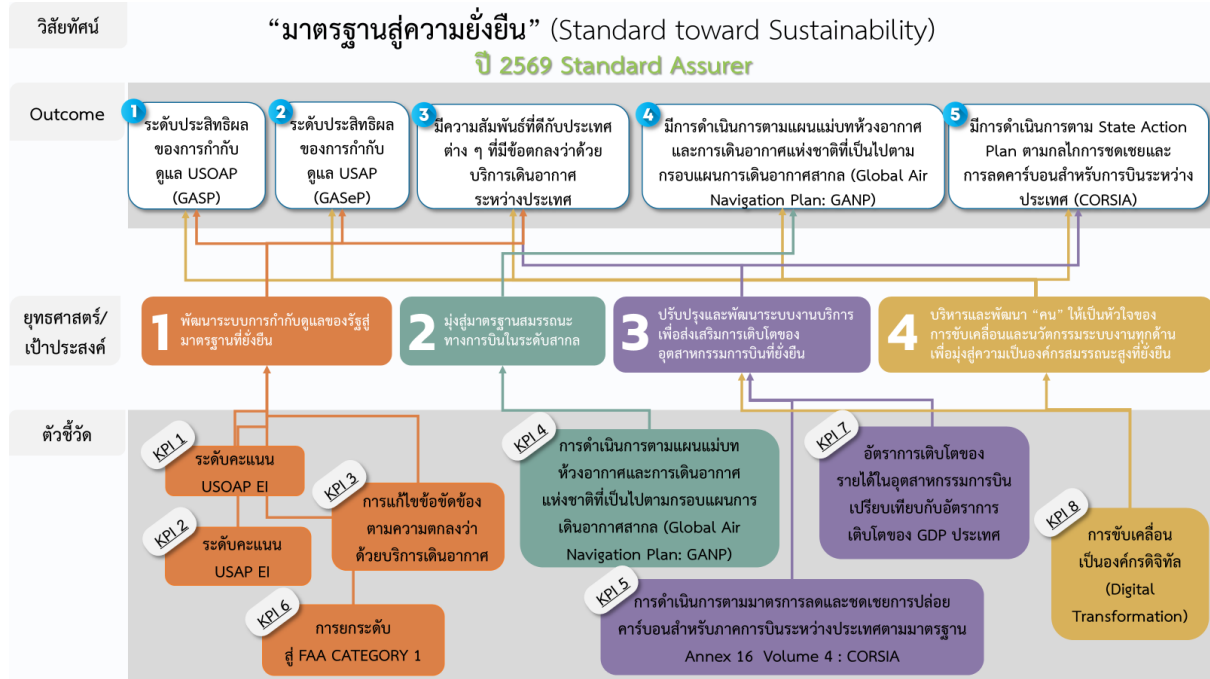 วิสัยทัศน์
“มาตรฐานสู่ความยั่งยืน” (Standard toward Sustainability)
ปี 2569 Standard Assurer
Outcome
1
ระดับประสิทธิผล
ของการกำกับ
ดูแล USOAP
(GASP)
2
ระดับประสิทธิผล
ของการกำกับ
ดูแล USAP
(GASeP)
3
มีความสัมพันธ์ที่ดีกับประเทศ
ต่าง ๆ ที่มีข้อตกลงว่าด้วย
บริการเดินอากาศ
ระหว่างประเทศ
4
มีการดำเนินการตามแผนแม่บทห้วงอากาศ
และการเดินอากาศแห่งชาติที่เป็นไปตาม
กรอบแผนการเดินอากาศสากล (Global Air
Navigation Plan: GANP)
5
มีการดำเนินการตาม State Action
Plan ตามกลไกการชดเชยและ
การลดคาร์บอนสำหรับการบินระหว่าง
ประเทศ (CORSIA)
ยุทธศาสตร์/
เป้าประสงค์
1
พัฒนาระบบการกำกับดูแลของรัฐสู่
มาตรฐานที่ยั่งยืน
2
มุ่งสู่มาตรฐานสมรรถนะ
ทางการบินในระดับสากล
3
ปรับปรุงและพัฒนาระบบงานบริการ
เพื่อส่งเสริมการเติบโตของ
อุตสาหกรรมการบินที่ยั่งยืน
4
บริหารและพัฒนา “คน” ให้เป็นหัวใจของ
การขับเคลื่อนและนวัตกรรมระบบงานทุกด้าน
เพื่อมุ่งสู่ความเป็นองค์กรสมรรถนะสูงที่ยั่งยืน
ตัวชี้วัด
KPI 1
ระดับคะแนน
USOAP EI
KPI 2
ระดับคะแนน
USAP EI
KPI 3
การแก้ไขข้อขัดข้อง
ตามความตกลงว่า
ด้วยบริการเดินอากาศ
KPI 6
การยกระดับ
สู่ FAA CATEGORY 1
KPI 4
การดำเนินการตามแผนแม่บท
ห้วงอากาศและการเดินอากาศ
แห่งชาติที่เป็นไปตามกรอบแผนการ
เดินอากาศสากล (Global Air
Navigation Plan: GANP)
KPI 5
การดำเนินการตามมาตรการลดและชดเชยการปล่อย
คาร์บอนสำหรับภาคการบินระหว่างประเทศตามมาตรฐาน
Annex 16 Volume 4 : CORSIA
KPI 7
อัตราการเติบโตของ
รายได้ในอุตสาหกรรมการบิน
เปรียบเทียบกับอัตราการ
เติบโตของ GDP ประเทศ
KPI 8
การขับเคลื่อน
เป็นองค์กรดิจิทัล
(Digital
Transformation)